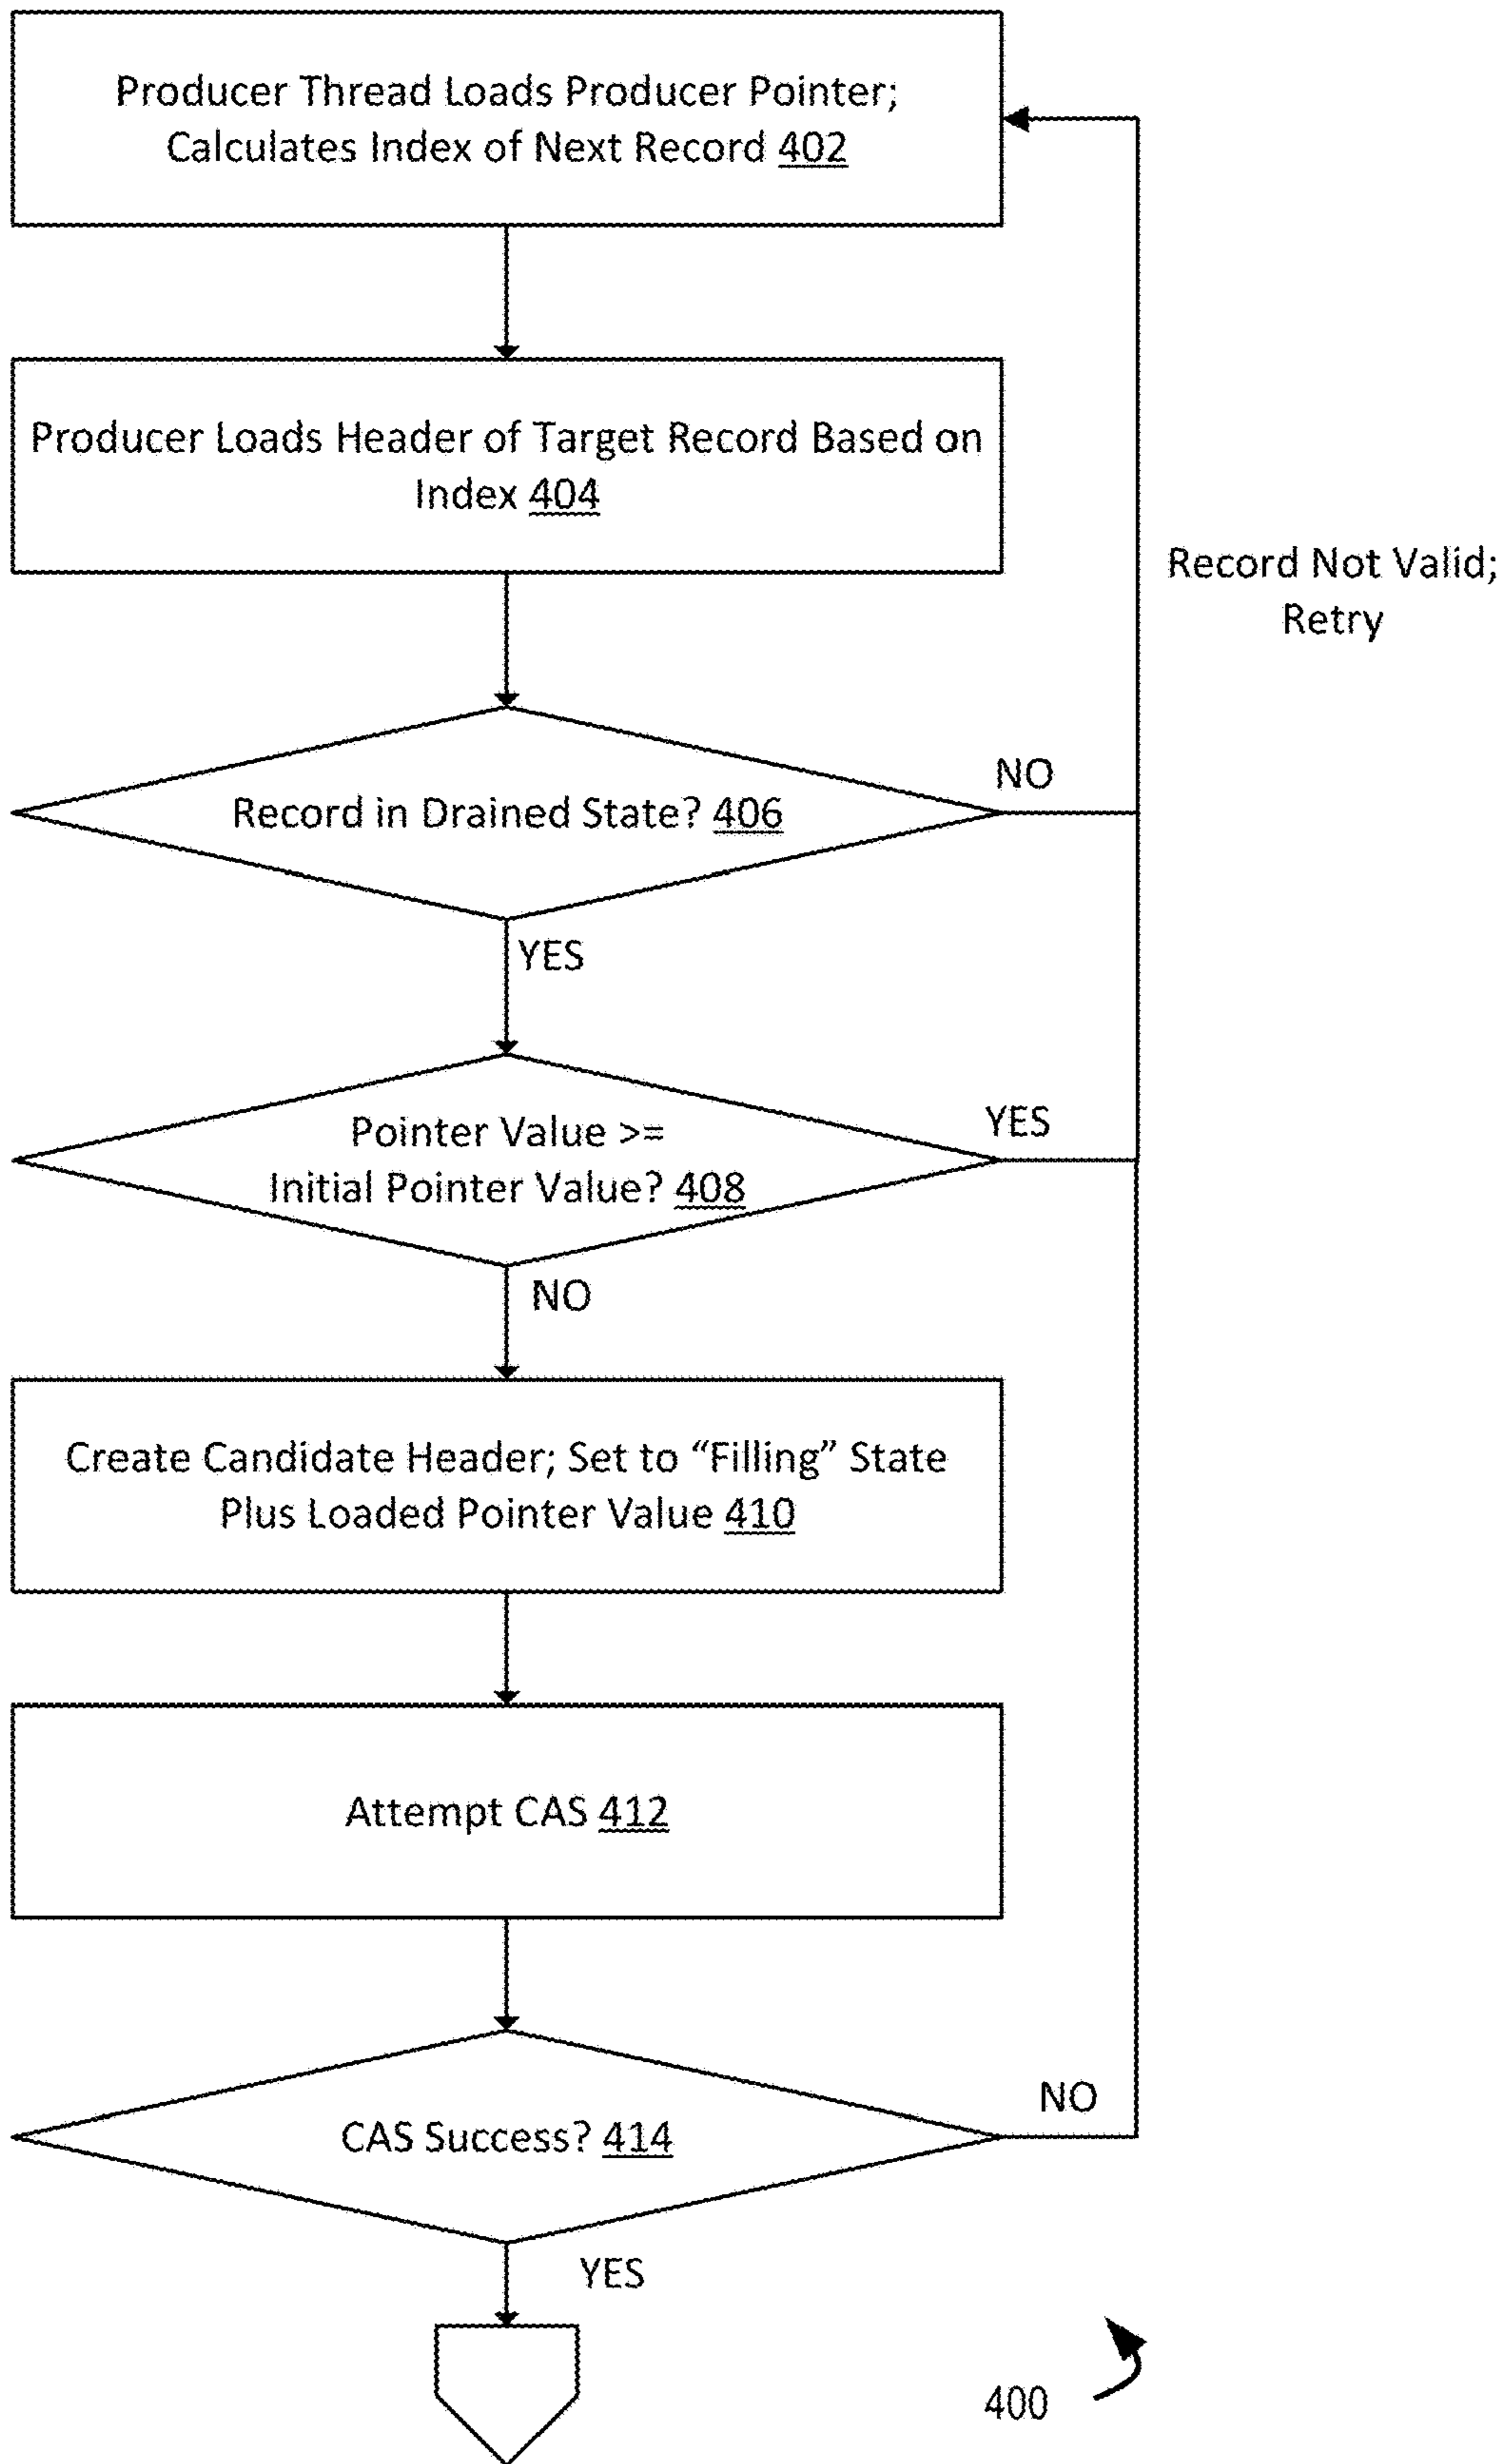 Producer Thread Loads Producer Pointer;
Calculates Index of Next Record 402
Producer Loads Header of Target Record Based on
Index 404
Record Not Valid;
Retry
Record in Drained State? 406
NO
YES
Pointer Value >=
Initial Pointer Value? 408
YES
NO
Create Candidate Header; Set to “Filling” State
Plus Loaded Pointer Value 410
Attempt CAS 412
CAS Success? 414
NO
YES
400